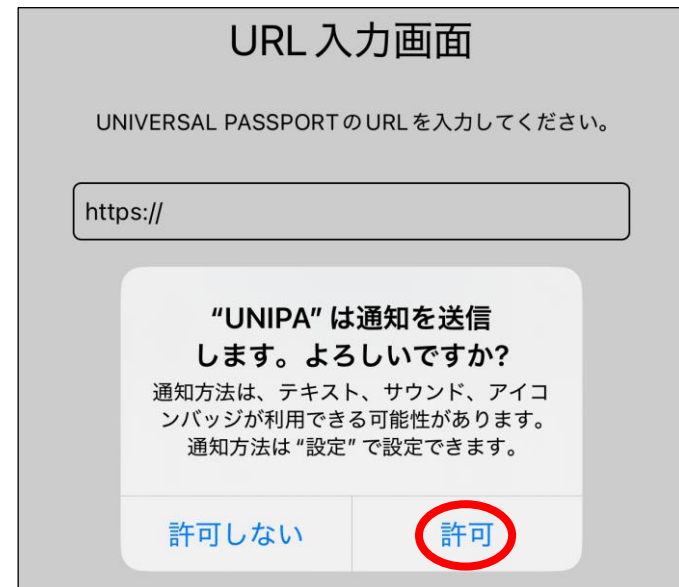 URL入力画面
UNIVERSAL PASSPORTのURLを入力してください。
https://
“UNIPA”は通知を送信
します。よろしいですか?
通知方法は、テキスト、サウンド、アイコ
ンバッジが利用できる可能性があります。
通知方法は“設定”で設定できます。
許可しない 許可